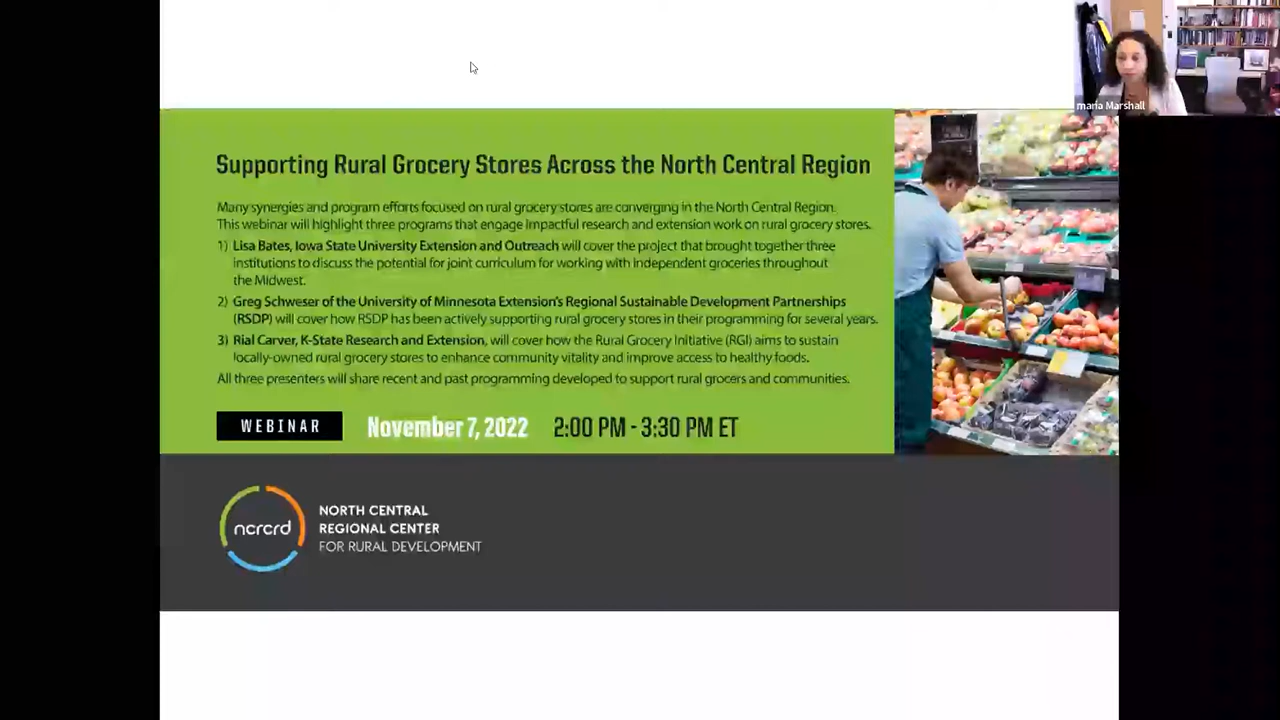 maria Marshall
Supporting Rural Grocery Stores Across the North Central Region
Many synergies and program efforts focused on rural grocery stores are converging in the North Central Region.
This webinar will highlight three programs that engage impactful research and extension work on rural grocery stores.
1) Lisa Bates, Iowa State University Extension and Outreach will cover the project that brought together three
institutions to discuss the potential for joint curriculum for working with independent groceries throughout
the Midwest.
2) Greg Schweser of the University of Minnesota Extension's Regional Sustainable Development Partnerships
(RSDP) will cover how RSDP has been actively supporting rural grocery stores in their programming for several years.
3) Rial Carver, K-State Research and Extension, will cover how the Rural Grocery Initiative (RGI) aims to sustain
locally-owned rural grocery stores to enhance community vitality and improve access to healthy foods.
All three presenters will share recent and past programming developed to support rural grocers and communities.
WEBINAR November 7, 2022 2:00 PM - 3:30 PM ET
ncrcrd
NORTH CENTRAL
REGIONAL CENTER
FOR RURAL DEVELOPMENT